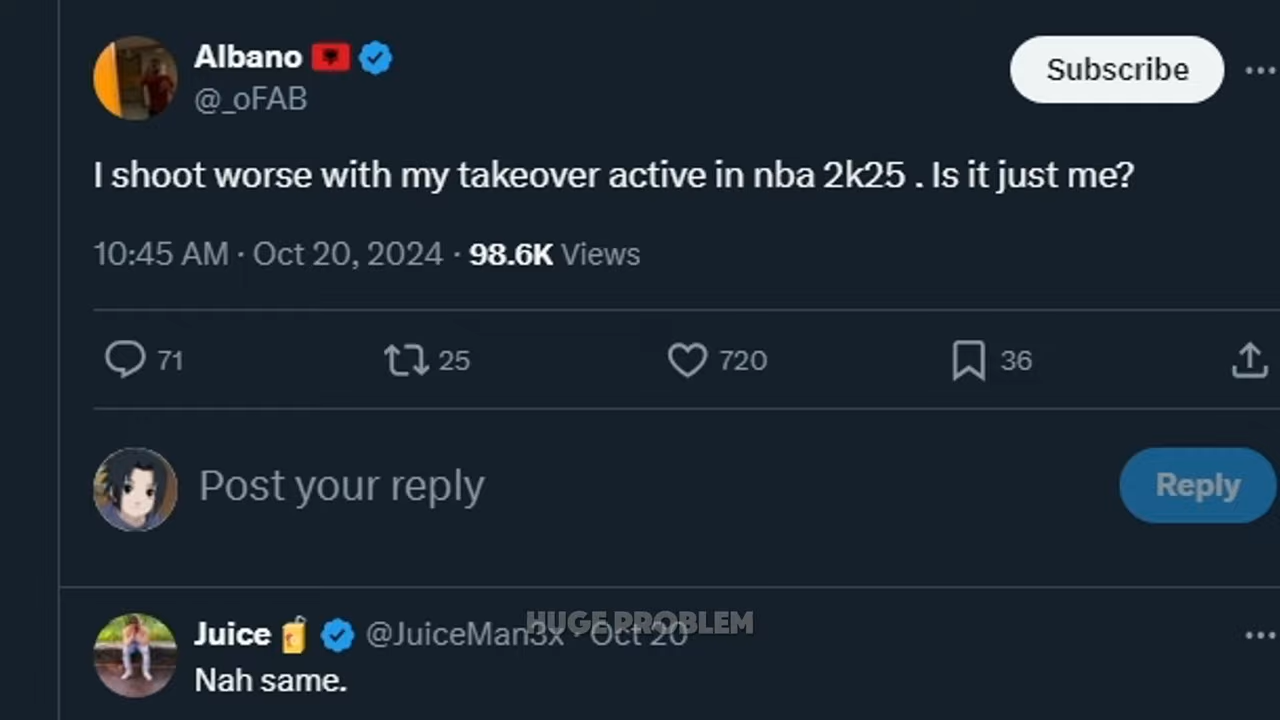 Albano
@_oFAB
Subscribe
I shoot worse with my takeover active in nba 2k25 . Is it just me?
10:45 AM · Oct 20, 2024 · 98.6K Views
71 25 720 36
Post your reply
Reply
Juice @JuiceMan3x · Oct 20
HUGE PROBLEM
Nah same.